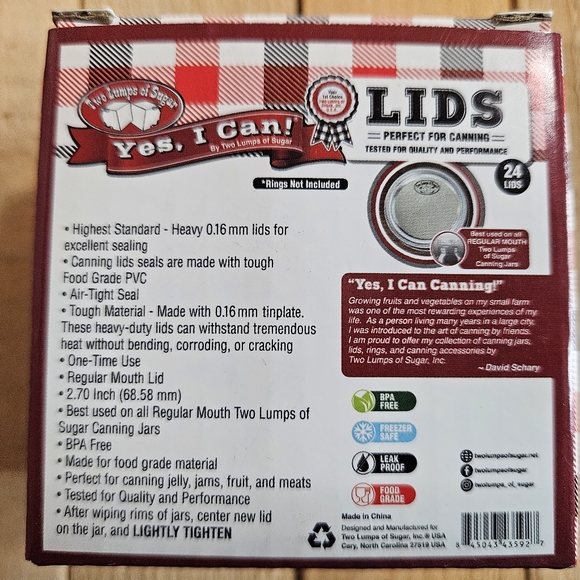 Two Lumps of Sugar
Yes, I Can!
By Two Lumps of Sugar
LIDS
PERFECT FOR CANNING
TESTED FOR QUALITY AND PERFORMANCE
*Rings Not Included
24
LIDS
Best used on all
REGULAR MOUTH
Two Lumps
of Sugar
Canning Jars
• Highest Standard - Heavy 0.16 mm lids for
excellent sealing
• Canning lids seals are made with tough
Food Grade PVC
• Air-Tight Seal
• Tough Material - Made with 0.16 mm tinplate.
These heavy-duty lids can withstand tremendous
heat without bending, corroding, or cracking
• One-Time Use
• Regular Mouth Lid
• 2.70 Inch (68.58 mm)
• Best used on all Regular Mouth Two Lumps of
Sugar Canning Jars
• BPA Free
• Made for food grade material
• Perfect for canning jelly, jams, fruit, and meats
• Tested for Quality and Performance
• After wiping rims of jars, center new lid
on the jar, and LIGHTLY TIGHTEN
"Yes, I Can Canning!"
Growing fruits and vegetables on my small farm
was one of the most rewarding experiences of my
life. As a person living many years in a large city,
I was introduced to the art of canning by friends.
I am proud to offer my collection of canning jars,
lids, rings, and canning accessories by
Two Lumps of Sugar, Inc.
~ David Schary
BPA
FREE
FREEZER
SAFE
LEAK
PROOF
FOOD
GRADE
twolumpsofsugar.net
twolumpsofsugar
twolumps_of_sugar
Made in China
Designed and Manufactured for
Two Lumps of Sugar, Inc.® USA
Cary, North Carolina 27519 USA
45043 43592 7